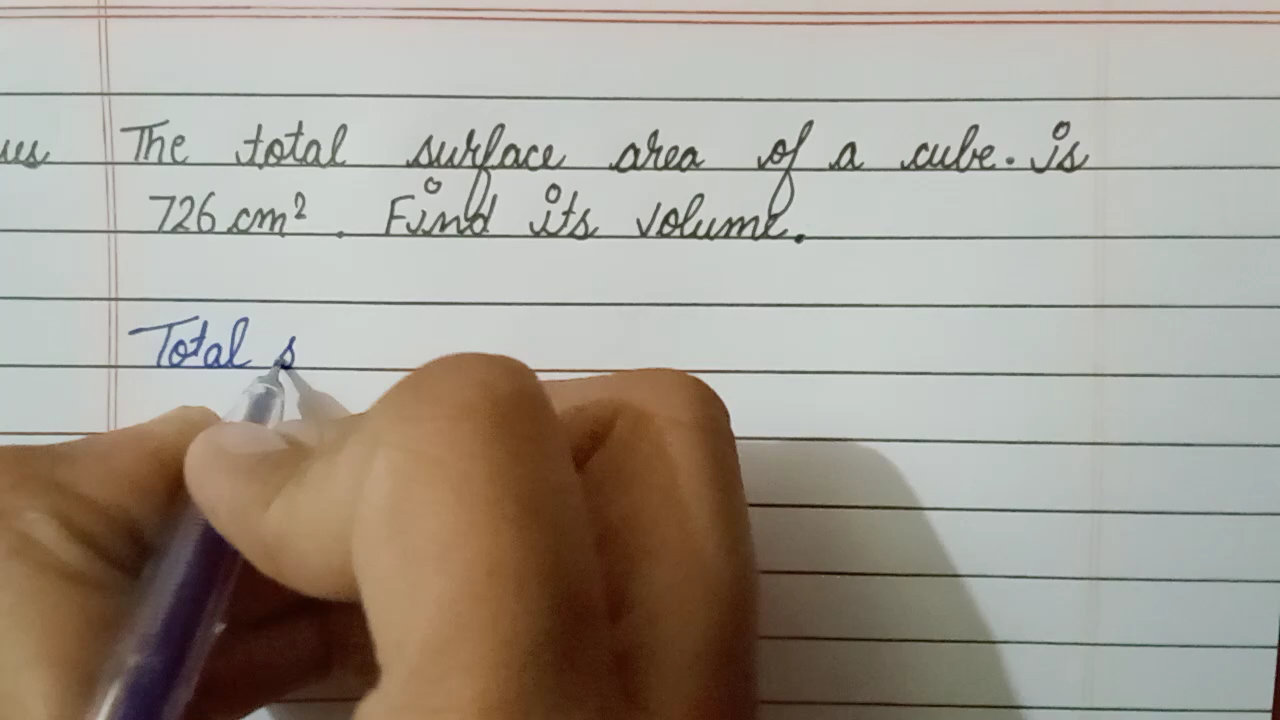 The total surface area of a cube. is
726 cm². Find its volume.
Total s